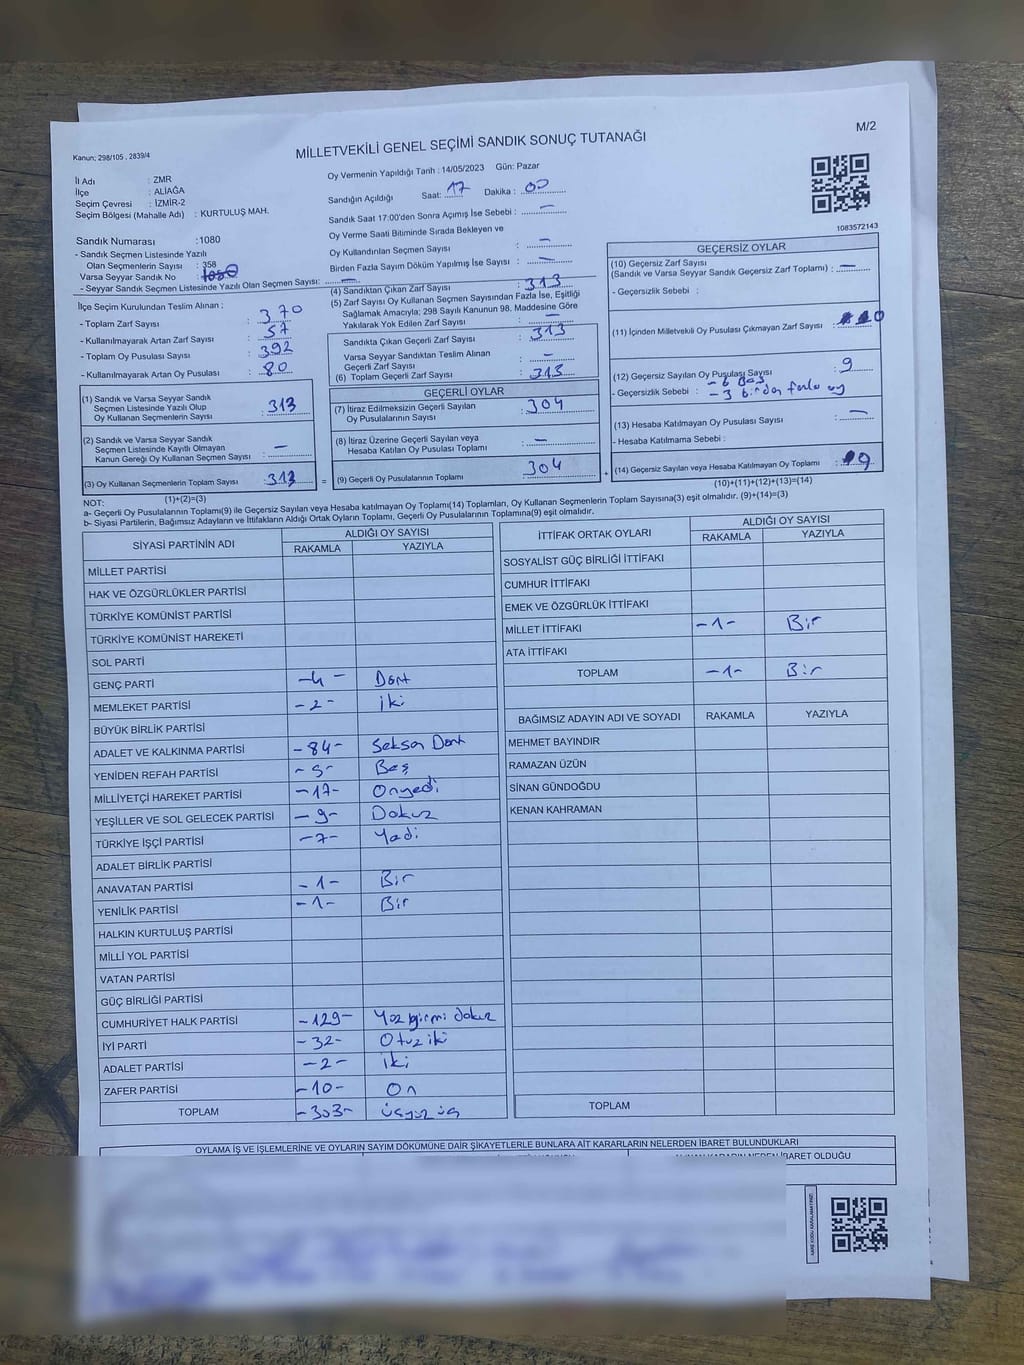 M/2
Kanun; 298/105 , 2839/4
MİLLETVEKİLİ GENEL SEÇİMİ SANDIK SONUÇ TUTANAĞI
İl Adı : ZMR
İlçe : ALİAĞA
Seçim Çevresi : İZMİR-2
Seçim Bölgesi (Mahalle Adı) : KURTULUŞ MAH.
Oy Vermenin Yapıldığı Tarih : 14/05/2023 Gün: Pazar
Sandığın Açıldığı Saat: 17 Dakika : 00
Sandık Saat 17:00'den Sonra Açımış İse Sebebi : —
Oy Verme Saati Bitiminde Sırada Bekleyen ve
Oy Kullandırılan Seçmen Sayısı : —
Birden Fazla Sayım Döküm Yapılmış İse Sayısı : —
1083572143
Sandık Numarası :1080
- Sandık Seçmen Listesinde Yazılı
Olan Seçmenlerin Sayısı : 358
Varsa Seyyar Sandık No : 1080
- Seyyar Sandık Seçmen Listesinde Yazılı Olan Seçmen Sayısı: —
İlçe Seçim Kurulundan Teslim Alınan ;
- Toplam Zarf Sayısı : 370
- Kullanılmayarak Artan Zarf Sayısı : 57
- Toplam Oy Pusulası Sayısı : 392
- Kullanılmayarak Artan Oy Pusulası : 80
(1) Sandık ve Varsa Seyyar Sandık
Seçmen Listesinde Yazılı Olup
Oy Kullanan Seçmenlerin Sayısı : 313
(2) Sandık ve Varsa Seyyar Sandık
Seçmen Listesinde Kayıtlı Olmayan
Kanun Gereği Oy Kullanan Seçmen Sayısı : —
(3) Oy Kullanan Seçmenlerin Toplam Sayısı : 313
(1)+(2)=(3)
(4) Sandıktan Çıkan Zarf Sayısı : 313
(5) Zarf Sayısı Oy Kullanan Seçmen Sayısından Fazla İse, Eşitliği
Sağlamak Amacıyla; 298 Sayılı Kanunun 98. Maddesine Göre
Yakılarak Yok Edilen Zarf Sayısı : —
Sandıkta Çıkan Geçerli Zarf Sayısı : 313
Varsa Seyyar Sandıktan Teslim Alınan
Geçerli Zarf Sayısı : —
(6) Toplam Geçerli Zarf Sayısı : 313
GEÇERLİ OYLAR
(7) İtiraz Edilmeksizin Geçerli Sayılan
Oy Pusulalarının Sayısı : 304
(8) İtiraz Üzerine Geçerli Sayılan veya
Hesaba Katılan Oy Pusulası Toplamı : —
= (9) Geçerli Oy Pusulalarının Toplamı : 304 +
GEÇERSİZ OYLAR
(10) Geçersiz Zarf Sayısı
(Sandık ve Varsa Seyyar Sandık Geçersiz Zarf Toplamı) : —
- Geçersizlik Sebebi :
(11) İçinden Milletvekili Oy Pusulası Çıkmayan Zarf Sayısı : 0
(12) Geçersiz Sayılan Oy Pusulası Sayısı : 9
- Geçersizlik Sebebi : - 6 Boş
- 3 birden fazla oy
(13) Hesaba Katılmayan Oy Pusulası Sayısı : —
- Hesaba Katılmama Sebebi :
(14) Geçersiz Sayılan veya Hesaba Katılmayan Oy Toplamı : 9
(10)+(11)+(12)+(13)=(14)
NOT:
a- Geçerli Oy Pusulalarının Toplamı(9) ile Geçersiz Sayılan veya Hesaba katılmayan Oy Toplamı(14) Toplamları, Oy Kullanan Seçmenlerin Toplam Sayısına(3) eşit olmalıdır. (9)+(14)=(3)
b- Siyasi Partilerin, Bağımsız Adayların ve İttifakların Aldığı Ortak Oyların Toplamı, Geçerli Oy Pusulalarının Toplamına(9) eşit olmalıdır.
SİYASİ PARTİNİN ADI ALDIĞI OY SAYISI
RAKAMLA YAZIYLA
MİLLET PARTİSİ
HAK VE ÖZGÜRLÜKLER PARTİSİ
TÜRKİYE KOMÜNİST PARTİSİ
TÜRKİYE KOMÜNİST HAREKETİ
SOL PARTİ
GENÇ PARTİ -4- Dört
MEMLEKET PARTİSİ -2- iki
BÜYÜK BİRLİK PARTİSİ
ADALET VE KALKINMA PARTİSİ -84- Seksen Dört
YENİDEN REFAH PARTİSİ -5- Beş
MİLLİYETÇİ HAREKET PARTİSİ -17- Onyedi
YEŞİLLER VE SOL GELECEK PARTİSİ -9- Dokuz
TÜRKİYE İŞÇİ PARTİSİ -7- Yedi
ADALET BİRLİK PARTİSİ
ANAVATAN PARTİSİ -1- Bir
YENİLİK PARTİSİ -1- Bir
HALKIN KURTULUŞ PARTİSİ
MİLLİ YOL PARTİSİ
VATAN PARTİSİ
GÜÇ BİRLİĞİ PARTİSİ
CUMHURİYET HALK PARTİSİ -129- Yüz yirmi dokuz
İYİ PARTİ -32- Otuz iki
ADALET PARTİSİ -2- iki
ZAFER PARTİSİ -10- On
TOPLAM -303- üçyüz üç
İTTİFAK ORTAK OYLARI ALDIĞI OY SAYISI
RAKAMLA YAZIYLA
SOSYALİST GÜÇ BİRLİĞİ İTTİFAKI
CUMHUR İTTİFAKI
EMEK VE ÖZGÜRLÜK İTTİFAKI
MİLLET İTTİFAKI -1- Bir
ATA İTTİFAKI
TOPLAM -1- Bir
BAĞIMSIZ ADAYIN ADI VE SOYADI RAKAMLA YAZIYLA
MEHMET BAYINDIR
RAMAZAN ÜZÜN
SİNAN GÜNDOĞDU
KENAN KAHRAMAN
TOPLAM
OYLAMA İŞ VE İŞLEMLERİNE VE OYLARIN SAYIM DÖKÜMÜNE DAİR ŞİKAYETLERLE BUNLARA AİT KARARLARIN NELERDEN İBARET BULUNDUKLARI
KARARIN NEDEN İBARET OLDUĞU